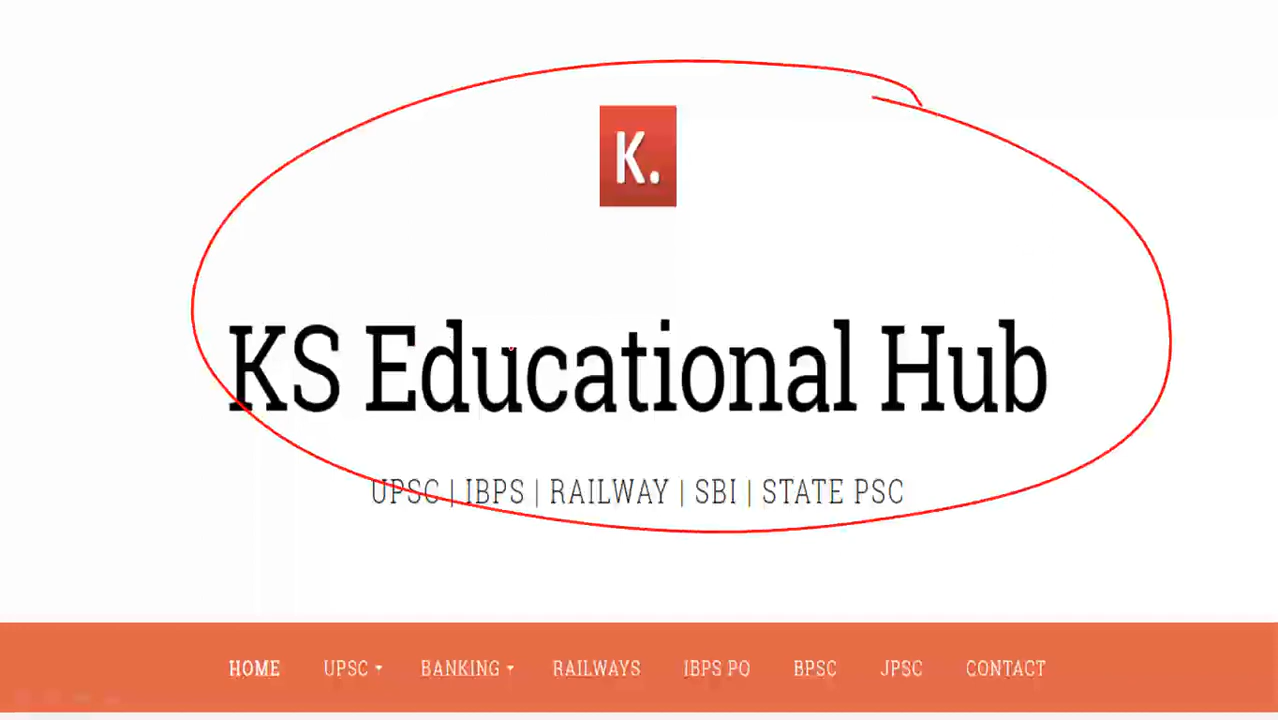 K.
KS Educational Hub
UPSC | IBPS | RAILWAY | SBI | STATE PSC
HOME UPSC BANKING RAILWAYS IBPS PO BPSC JPSC CONTACT